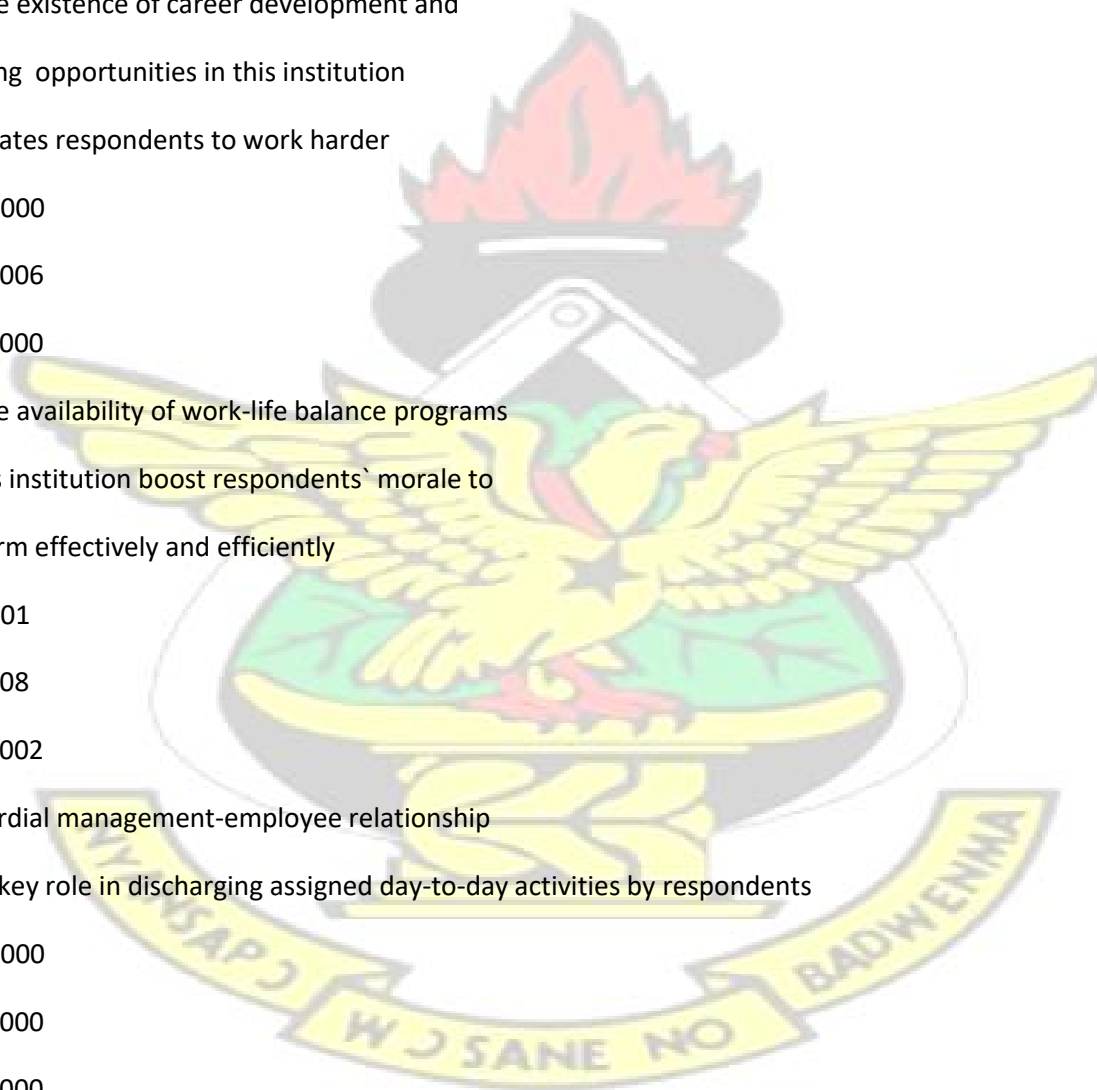 e existence of career development and
ng opportunities in this institution
ates respondents to work harder
000
006
000
e availability of work-life balance programs
s institution boost respondents` morale to
rm effectively and efficiently
01
08
002
rdial management-employee relationship
key role in discharging assigned day-to-day activities by respondents
000
000
000
NYANSAPƆ WƆSANE NO BADWENMA